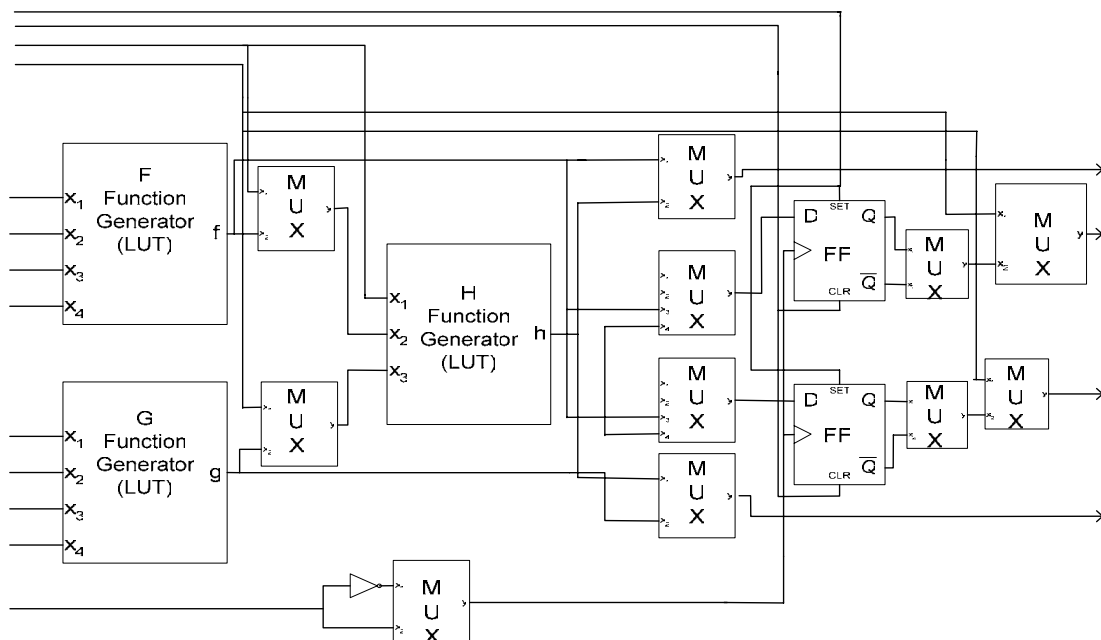 F
Function
Generator
(LUT)
X1
X2
X3
X4
f
M
U
X
y
H
Function
Generator
(LUT)
X1
X2
X3
h
G
Function
Generator
(LUT)
X1
X2
X3
X4
g
M
U
X
y
M
U
X
y
M
U
X
y
M
U
X
y
M
U
X
y
SET
D
Q
FF
CLR
Q
M
U
X
y
M
U
X
y
SET
D
Q
FF
CLR
Q
M
U
X
y
M
U
X
y
M
U
X
y